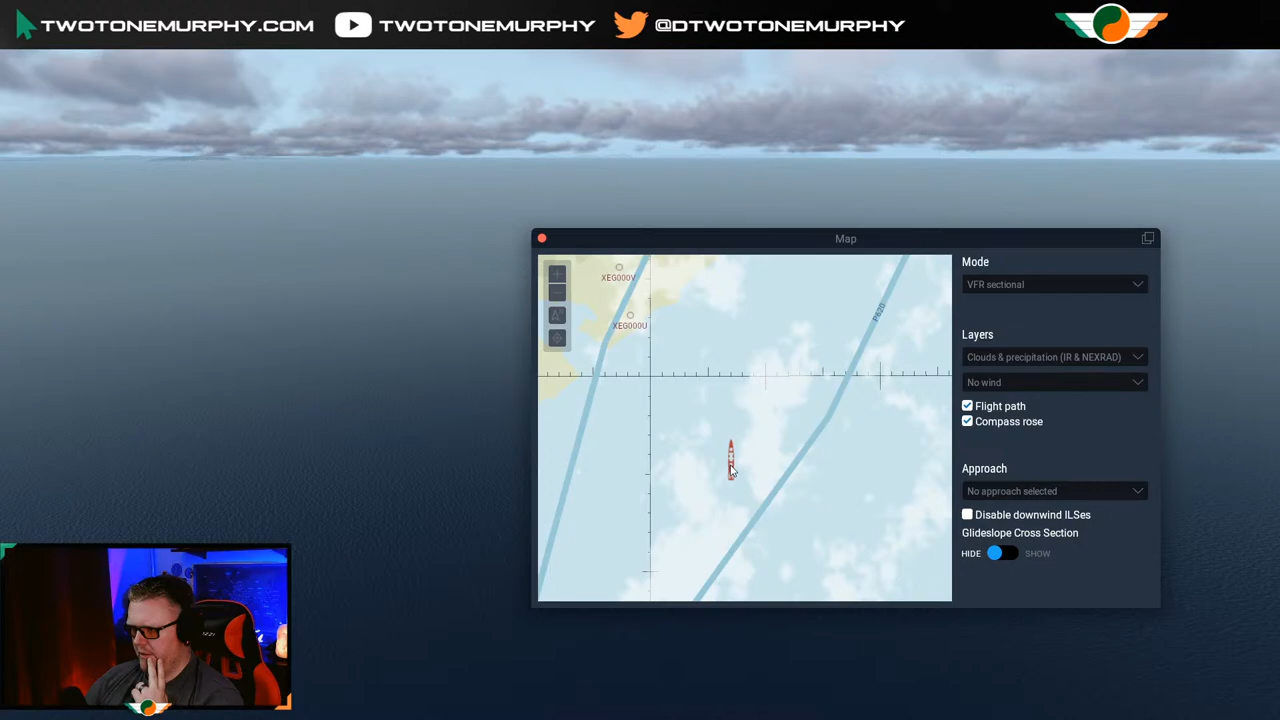 TWOTONEMURPHY.COM
TWOTONEMURPHY
@DTWOTONEMURPHY
Map
XEG000V
XEG000U
P620
Mode
VFR sectional
Layers
Clouds & precipitation (IR & NEXRAD)
No wind
Flight path
Compass rose
Approach
No approach selected
Disable downwind ILSes
Glideslope Cross Section
HIDE
SHOW